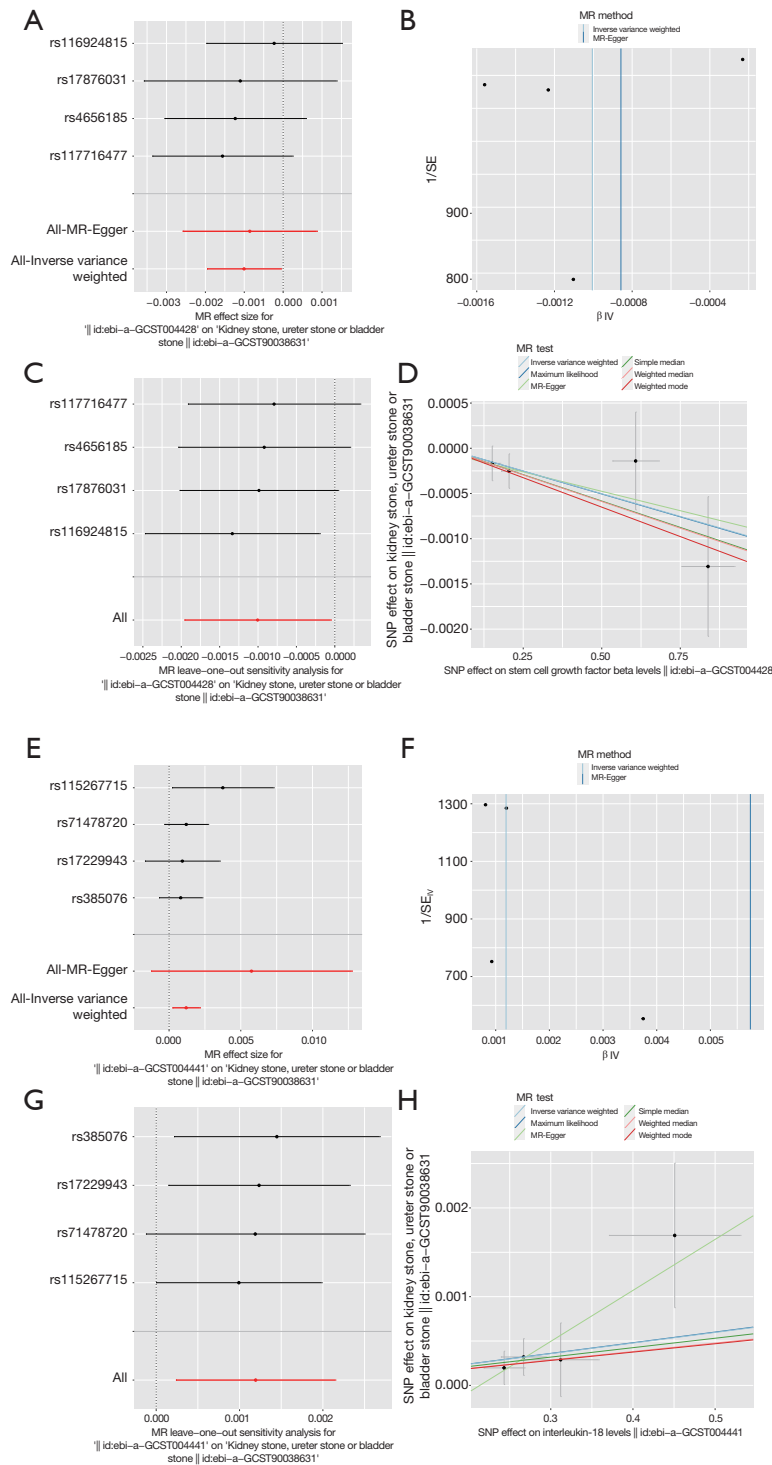 A
rs116924815
rs17876031
rs4656185
rs117716477
All-MR-Egger
All-Inverse variance
weighted
−0.003 −0.002 −0.001 0.000 0.001
MR effect size for
'|| id:ebi−a−GCST004428' on 'Kidney stone, ureter stone or bladder
stone || id:ebi−a−GCST90038631'
B
MR method
Inverse variance weighted
MR-Egger
1/SE
900
800
−0.0016 −0.0012 −0.0008 −0.0004
β IV
C
rs117716477
rs4656185
rs17876031
rs116924815
All
−0.0025 −0.0020 −0.0015 −0.0010 −0.0005 0.0000
MR leave−one−out sensitivity analysis for
'|| id:ebi−a−GCST004428' on 'Kidney stone, ureter stone or bladder
stone || id:ebi−a−GCST90038631'
D
MR test
Inverse variance weighted Simple median
Maximum likelihood Weighted median
MR-Egger Weighted mode
SNP effect on kidney stone, ureter stone or
bladder stone || id:ebi−a−GCST90038631
0.0005
0.0000
−0.0005
−0.0010
−0.0015
−0.0020
0.25 0.50 0.75
SNP effect on stem cell growth factor beta levels || id:ebi−a−GCST004428
E
rs115267715
rs71478720
rs17229943
rs385076
All-MR-Egger
All-Inverse variance
weighted
0.000 0.005 0.010
MR effect size for
'|| id:ebi−a−GCST004441' on 'Kidney stone, ureter stone or bladder
stone || id:ebi−a−GCST90038631'
F
MR method
Inverse variance weighted
MR-Egger
1/SEIV
1300
1100
900
700
0.001 0.002 0.003 0.004 0.005
β IV
G
rs385076
rs17229943
rs71478720
rs115267715
All
0.000 0.001 0.002
MR leave−one−out sensitivity analysis for
'|| id:ebi−a−GCST004441' on 'Kidney stone, ureter stone or bladder
stone || id:ebi−a−GCST90038631'
H
MR test
Inverse variance weighted Simple median
Maximum likelihood Weighted median
MR-Egger Weighted mode
SNP effect on kidney stone, ureter stone or
bladder stone || id:ebi−a−GCST90038631
0.002
0.001
0.000
0.3 0.4 0.5
SNP effect on interleukin-18 levels || id:ebi−a−GCST004441